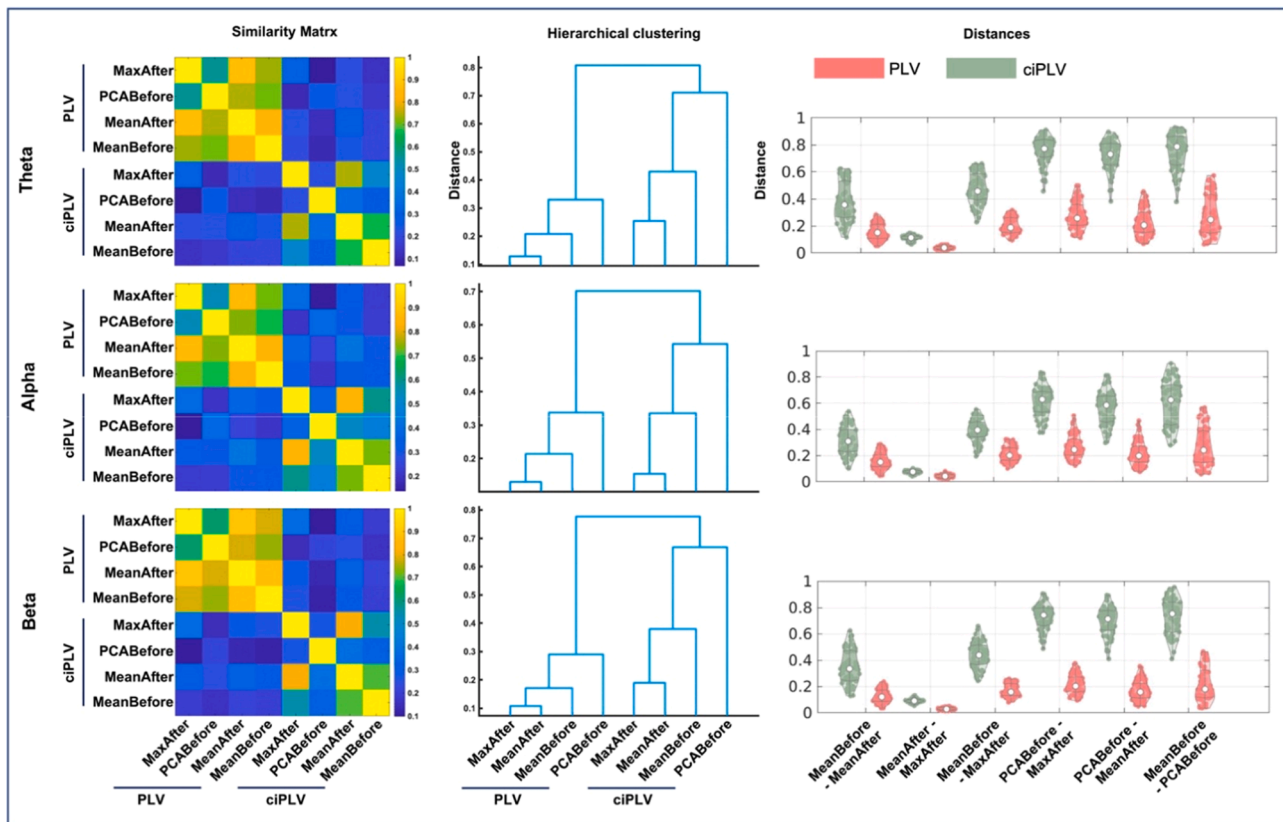 Similarity Matrx
Hierarchical clustering
Distances
PLV
ciPLV
Theta
PLV
ciPLV
MaxAfter
PCABefore
MeanAfter
MeanBefore
MaxAfter
PCABefore
MeanAfter
MeanBefore
1
0.9
0.8
0.7
0.6
0.5
0.4
0.3
0.2
0.1
Distance
0.8
0.7
0.6
0.5
0.4
0.3
0.2
0.1
Distance
1
0.8
0.6
0.4
0.2
0
Alpha
PLV
ciPLV
MaxAfter
PCABefore
MeanAfter
MeanBefore
MaxAfter
PCABefore
MeanAfter
MeanBefore
1
0.9
0.8
0.7
0.6
0.5
0.4
0.3
0.2
0.7
0.6
0.5
0.4
0.3
0.2
0.1
1
0.8
0.6
0.4
0.2
0
Beta
PLV
ciPLV
MaxAfter
PCABefore
MeanAfter
MeanBefore
MaxAfter
PCABefore
MeanAfter
MeanBefore
1
0.9
0.8
0.7
0.6
0.5
0.4
0.3
0.2
0.1
0.8
0.7
0.6
0.5
0.4
0.3
0.2
0.1
1
0.8
0.6
0.4
0.2
0
MaxAfter
PCABefore
MeanAfter
MeanBefore
MaxAfter
PCABefore
MeanAfter
MeanBefore
PLV
ciPLV
MaxAfter
MeanAfter
MeanBefore
PCABefore
MaxAfter
MeanAfter
MeanBefore
PCABefore
PLV
ciPLV
MeanBefore
- MeanAfter
MeanAfter -
MaxAfter
MeanBefore
- MaxAfter
PCABefore -
MaxAfter
PCABefore -
MeanAfter
MeanBefore
- PCABefore